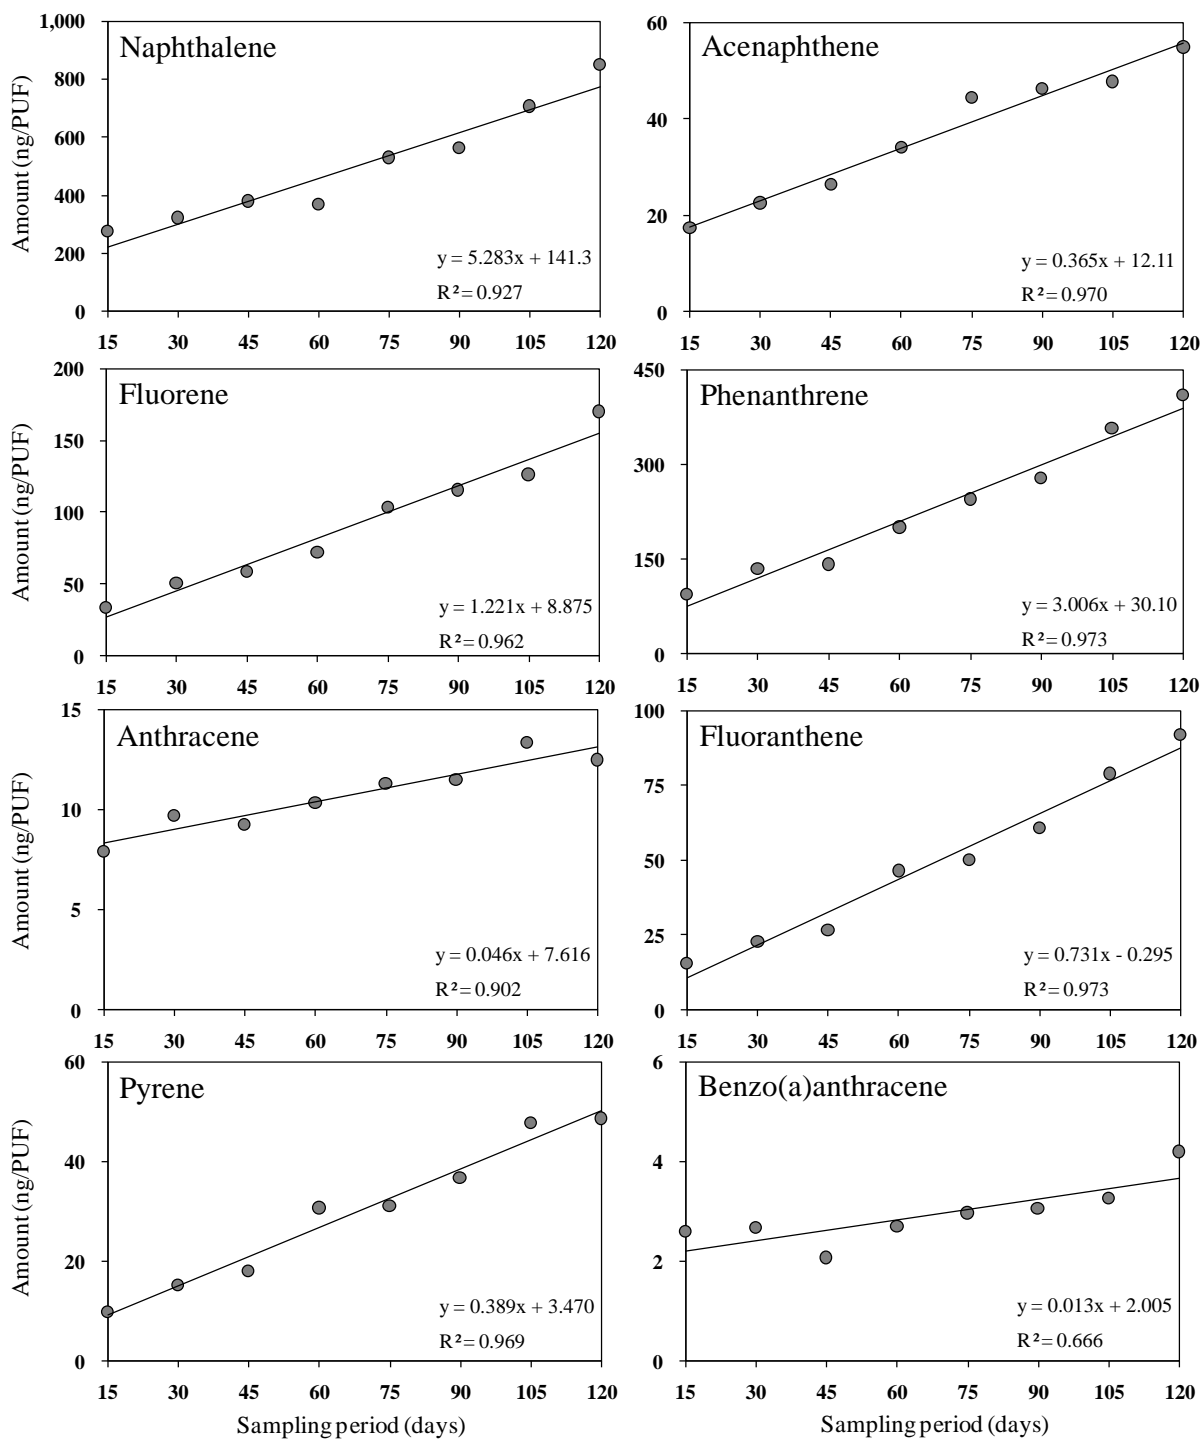 Naphthalene
Amount (ng/PUF)
1,000
800
600
400
200
0
y = 5.283x + 141.3
R² = 0.927
15 30 45 60 75 90 105 120
Acenaphthene
60
40
20
0
y = 0.365x + 12.11
R² = 0.970
15 30 45 60 75 90 105 120
Fluorene
Amount (ng/PUF)
200
150
100
50
0
y = 1.221x + 8.875
R² = 0.962
15 30 45 60 75 90 105 120
Phenanthrene
450
300
150
0
y = 3.006x + 30.10
R² = 0.973
15 30 45 60 75 90 105 120
Anthracene
Amount (ng/PUF)
15
10
5
0
y = 0.046x + 7.616
R² = 0.902
15 30 45 60 75 90 105 120
Fluoranthene
100
75
50
25
0
y = 0.731x - 0.295
R² = 0.973
15 30 45 60 75 90 105 120
Pyrene
Amount (ng/PUF)
60
40
20
0
y = 0.389x + 3.470
R² = 0.969
15 30 45 60 75 90 105 120
Sampling period (days)
Benzo(a)anthracene
6
4
2
0
y = 0.013x + 2.005
R² = 0.666
15 30 45 60 75 90 105 120
Sampling period (days)